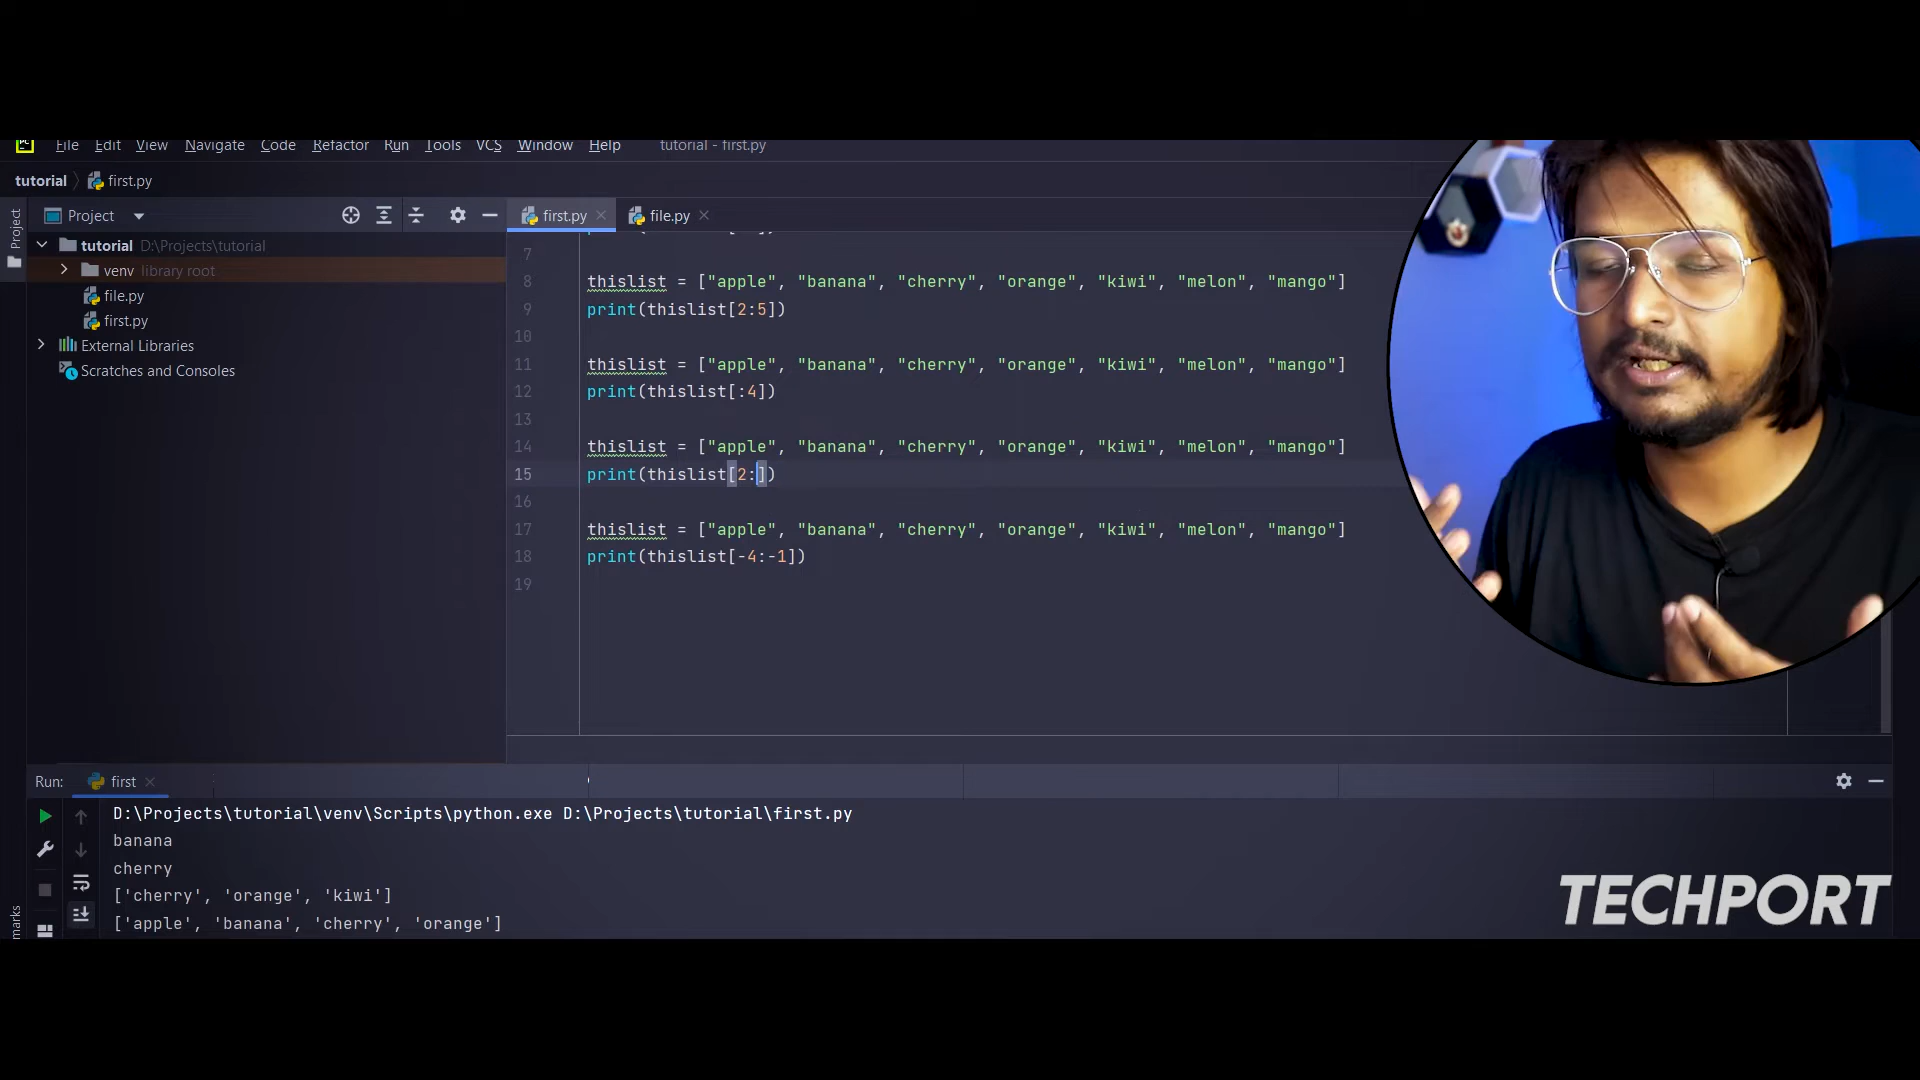 File Edit View Navigate Code Refactor Run Tools VCS Window Help tutorial - first.py
tutorial first.py
Project
Project
first.py
file.py
tutorial D:\Projects\tutorial
venv library root
file.py
first.py
External Libraries
Scratches and Consoles
7
8 thislist = ["apple", "banana", "cherry", "orange", "kiwi", "melon", "mango"]
9 print(thislist[2:5])
10
11 thislist = ["apple", "banana", "cherry", "orange", "kiwi", "melon", "mango"]
12 print(thislist[:4])
13
14 thislist = ["apple", "banana", "cherry", "orange", "kiwi", "melon", "mango"]
15 print(thislist[2:])
16
17 thislist = ["apple", "banana", "cherry", "orange", "kiwi", "melon", "mango"]
18 print(thislist[-4:-1])
19
Run: first
D:\Projects\tutorial\venv\Scripts\python.exe D:\Projects\tutorial\first.py
banana
cherry
['cherry', 'orange', 'kiwi']
['apple', 'banana', 'cherry', 'orange']
marks
TECHPORT